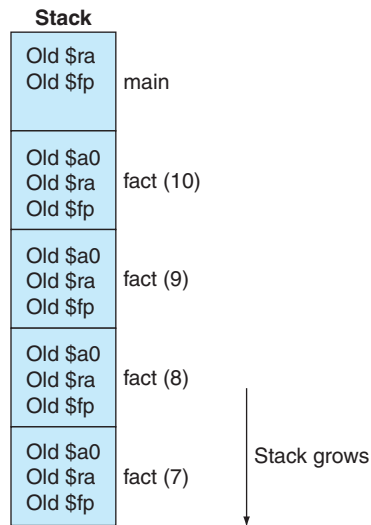 Stack
Old $ra
Old $fp
main
Old $a0
Old $ra
Old $fp
fact (10)
Old $a0
Old $ra
Old $fp
fact (9)
Old $a0
Old $ra
Old $fp
fact (8)
Old $a0
Old $ra
Old $fp
fact (7)
Stack grows